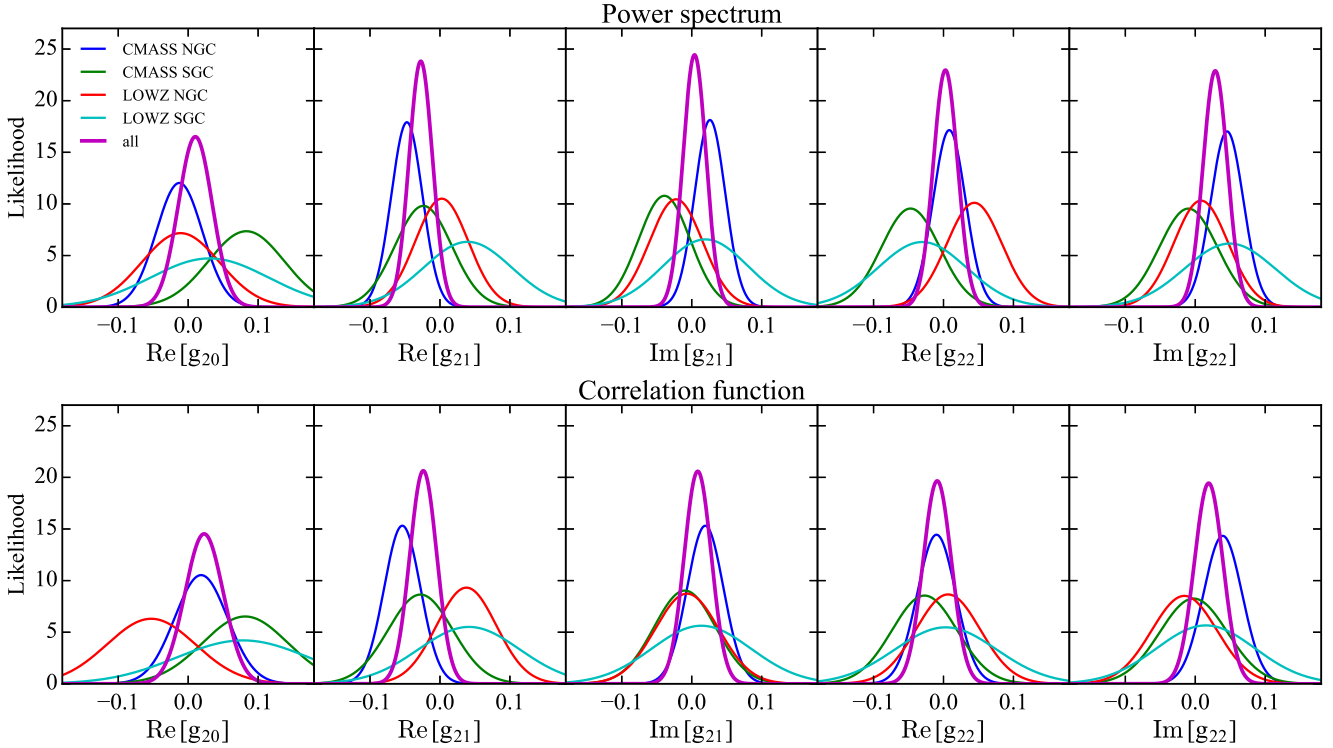 Power spectrum
Likelihood
25
20
15
10
5
0
CMASS NGC
CMASS SGC
LOWZ NGC
LOWZ SGC
all
−0.1 0.0 0.1 −0.1 0.0 0.1 −0.1 0.0 0.1 −0.1 0.0 0.1 −0.1 0.0 0.1
Re[g₂₀] Re[g₂₁] Im[g₂₁] Re[g₂₂] Im[g₂₂]
Correlation function
Likelihood
25
20
15
10
5
0
−0.1 0.0 0.1 −0.1 0.0 0.1 −0.1 0.0 0.1 −0.1 0.0 0.1 −0.1 0.0 0.1
Re[g₂₀] Re[g₂₁] Im[g₂₁] Re[g₂₂] Im[g₂₂]